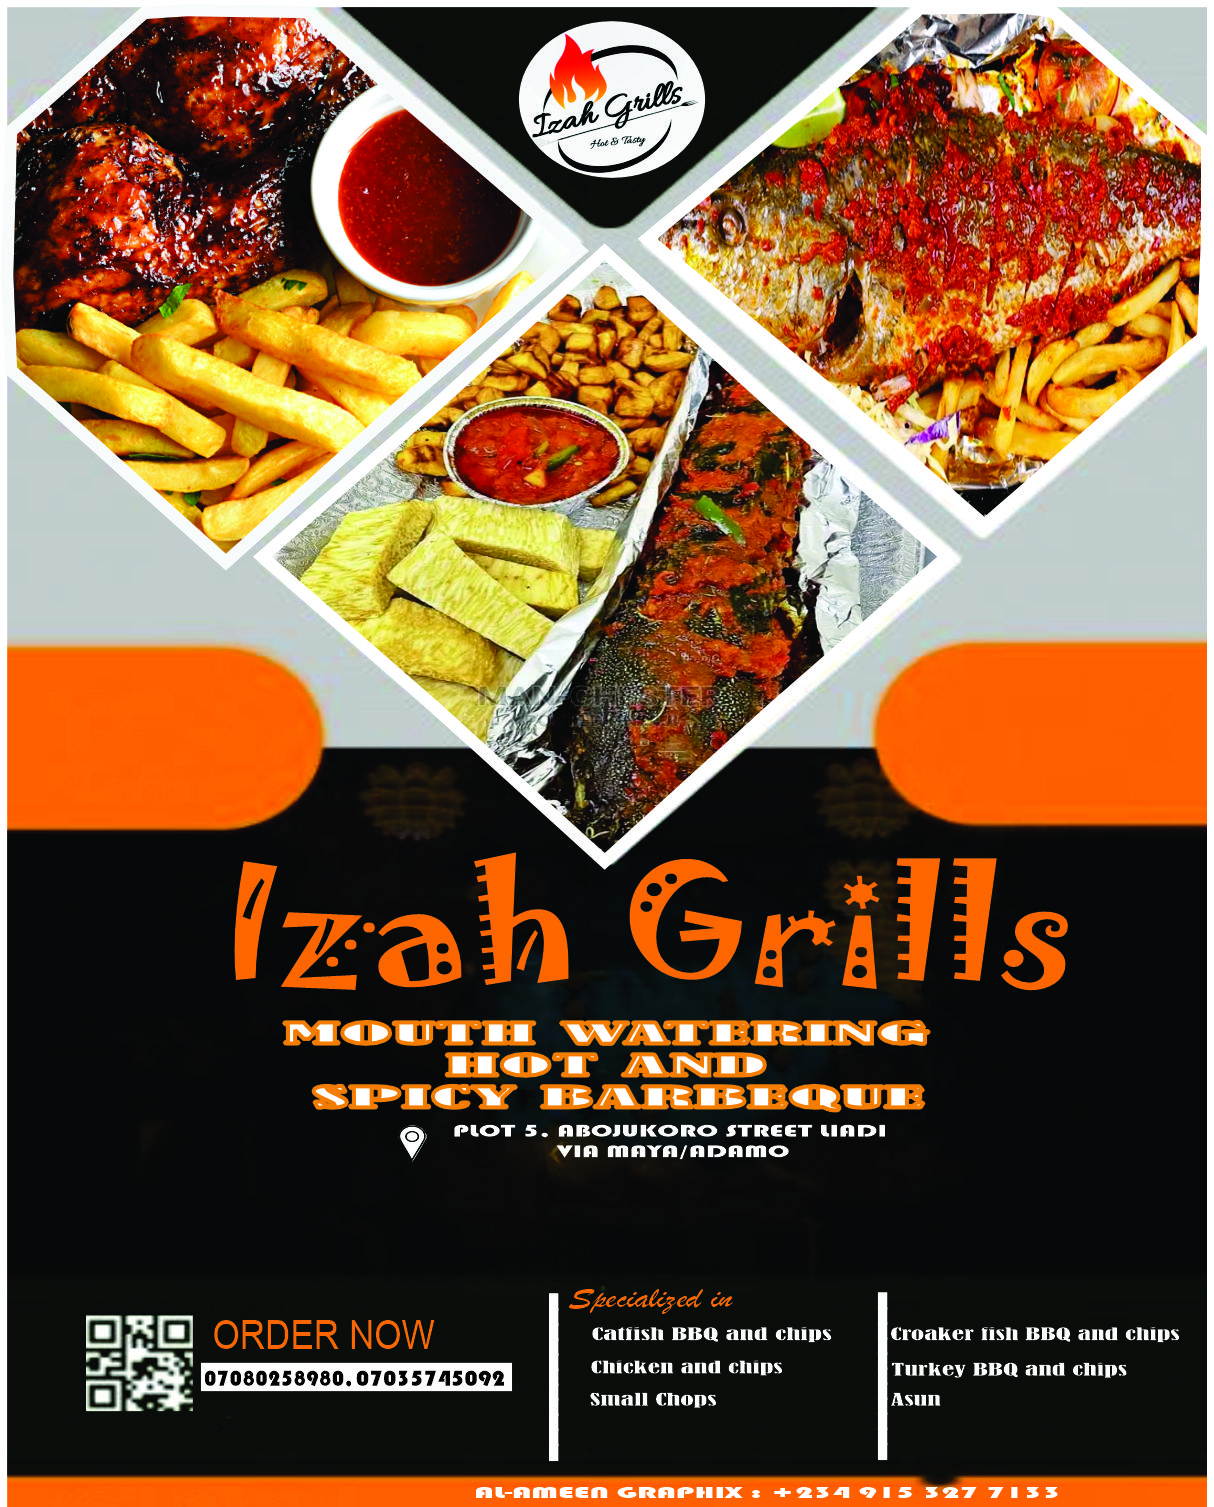 Izah Grills
Hot & Tasty
Izah Grills
MOUTH WATERING
HOT AND
SPICY BARBEQUE
PLOT 5. ABOJUKORO STREET LIADI
VIA MAYA/ADAMO
ORDER NOW
07080258980, 07035745092
Specialized in
Catfish BBQ and chips
Chicken and chips
Small Chops
Croaker fish BBQ and chips
Turkey BBQ and chips
Asun
AL-AMEEN GRAPHIX : +234 915 327 7133